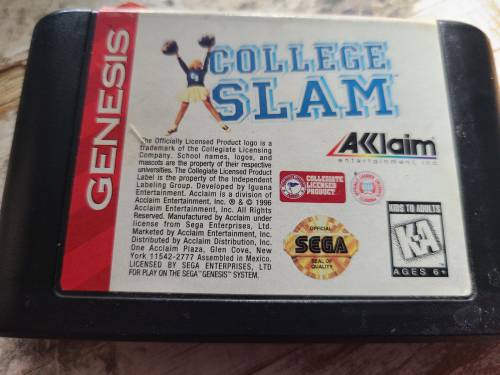 GENESIS
COLLEGE
SLAM
The Officially Licensed Product logo is a
trademark of the Collegiate Licensing
Company. School names, logos, and
mascots are the property of their respective
universities. The Collegiate Licensed Product
Label is the property of the Independent
Labeling Group. Developed by Iguana
Entertainment. Acclaim is a division of
Acclaim Entertainment, Inc. ® & © 1996
Acclaim Entertainment, Inc. All Rights
Reserved. Manufactured by Acclaim under
license from Sega Enterprises, Ltd.
Marketed by Acclaim Entertainment, Inc.
Distributed by Acclaim Distribution, Inc.
One Acclaim Plaza, Glen Cove, New
York 11542-2777 Assembled in Mexico.
LICENSED BY SEGA ENTERPRISES, LTD
FOR PLAY ON THE SEGA™ GENESIS™ SYSTEM.
AKklaim
entertainment inc.
COLLEGIATE
LICENSED
PRODUCT
OFFICIAL
SEGA
SEAL OF
QUALITY
KIDS TO ADULTS
K-A
AGES 6+